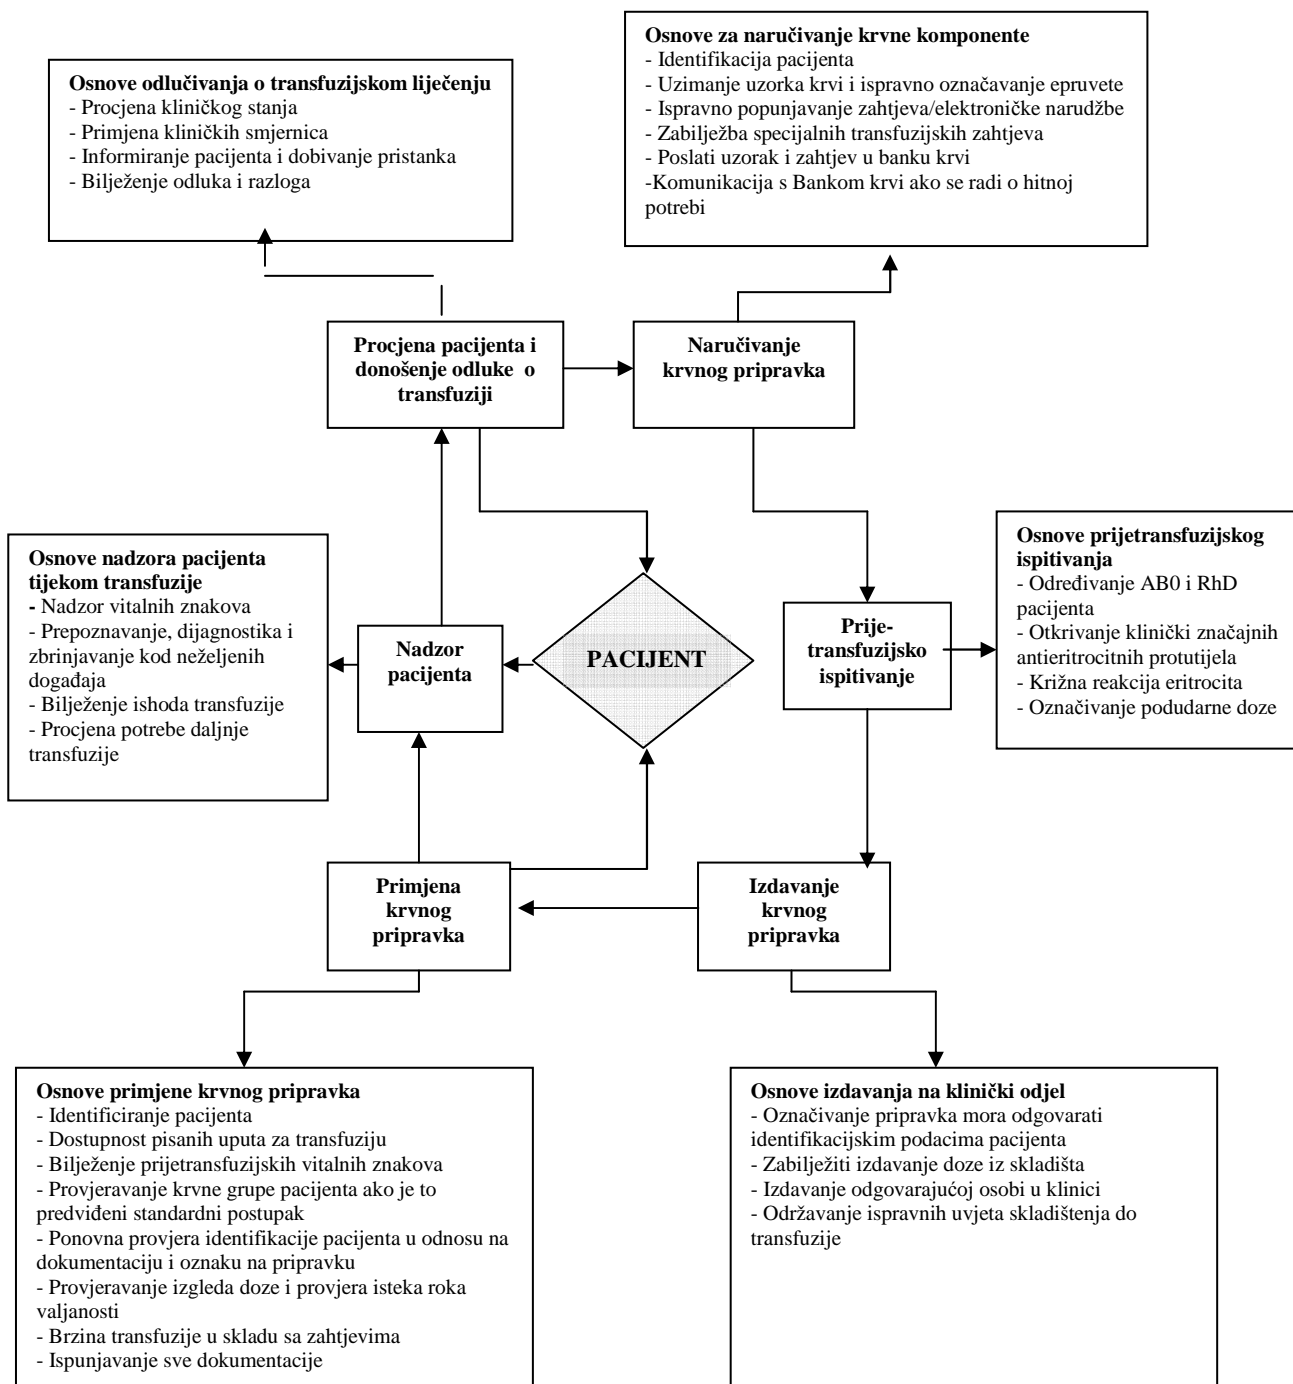 Osnove odlučivanja o transfuzijskom liječenju
- Procjena kliničkog stanja
- Primjena kliničkih smjernica
- Informiranje pacijenta i dobivanje pristanka
- Bilježenje odluka i razloga
Osnove za naručivanje krvne komponente
- Identifikacija pacijenta
- Uzimanje uzorka krvi i ispravno označavanje epruvete
- Ispravno popunjavanje zahtjeva/elektroničke narudžbe
- Zabilježba specijalnih transfuzijskih zahtjeva
- Poslati uzorak i zahtjev u banku krvi
-Komunikacija s Bankom krvi ako se radi o hitnoj
potrebi
Procjena pacijenta i
donošenje odluke o
transfuziji
Naručivanje
krvnog pripravka
Osnove nadzora pacijenta
tijekom transfuzije
- Nadzor vitalnih znakova
- Prepoznavanje, dijagnostika i
zbrinjavanje kod neželjenih
događaja
- Bilježenje ishoda transfuzije
- Procjena potrebe daljnje
transfuzije
Nadzor
pacijenta
PACIJENT
Prije-
transfuzijsko
ispitivanje
Osnove prijetransfuzijskog
ispitivanja
- Određivanje AB0 i RhD
pacijenta
- Otkrivanje klinički značajnih
antieritrocitnih protutijela
- Križna reakcija eritrocita
- Označivanje podudarne doze
Primjena
krvnog
pripravka
Izdavanje
krvnog
pripravka
Osnove primjene krvnog pripravka
- Identificiranje pacijenta
- Dostupnost pisanih uputa za transfuziju
- Bilježenje prijetransfuzijskih vitalnih znakova
- Provjeravanje krvne grupe pacijenta ako je to
predviđeni standardni postupak
- Ponovna provjera identifikacije pacijenta u odnosu na
dokumentaciju i oznaku na pripravku
- Provjeravanje izgleda doze i provjera isteka roka
valjanosti
- Brzina transfuzije u skladu sa zahtjevima
- Ispunjavanje sve dokumentacije
Osnove izdavanja na klinički odjel
- Označivanje pripravka mora odgovarati
identifikacijskim podacima pacijenta
- Zabilježiti izdavanje doze iz skladišta
- Izdavanje odgovarajućoj osobi u klinici
- Održavanje ispravnih uvjeta skladištenja do
transfuzije